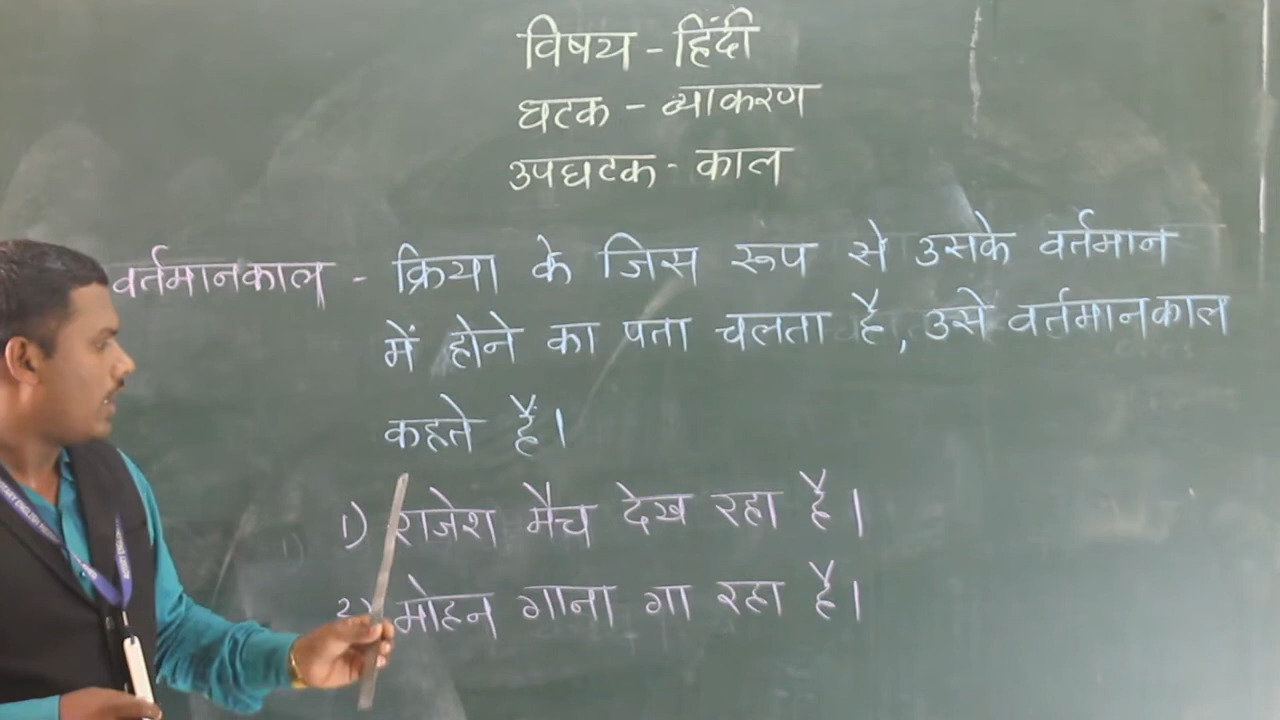 विषय - हिंदी
घटक - व्याकरण
उपघटक - काल
वर्तमानकाल - क्रिया के जिस रूप से उसके वर्तमान
में होने का पता चलता है, उसे वर्तमानकाल
कहते हैं।
1) राजेश मैच देख रहा है।
2) मोहन गाना गा रहा है।